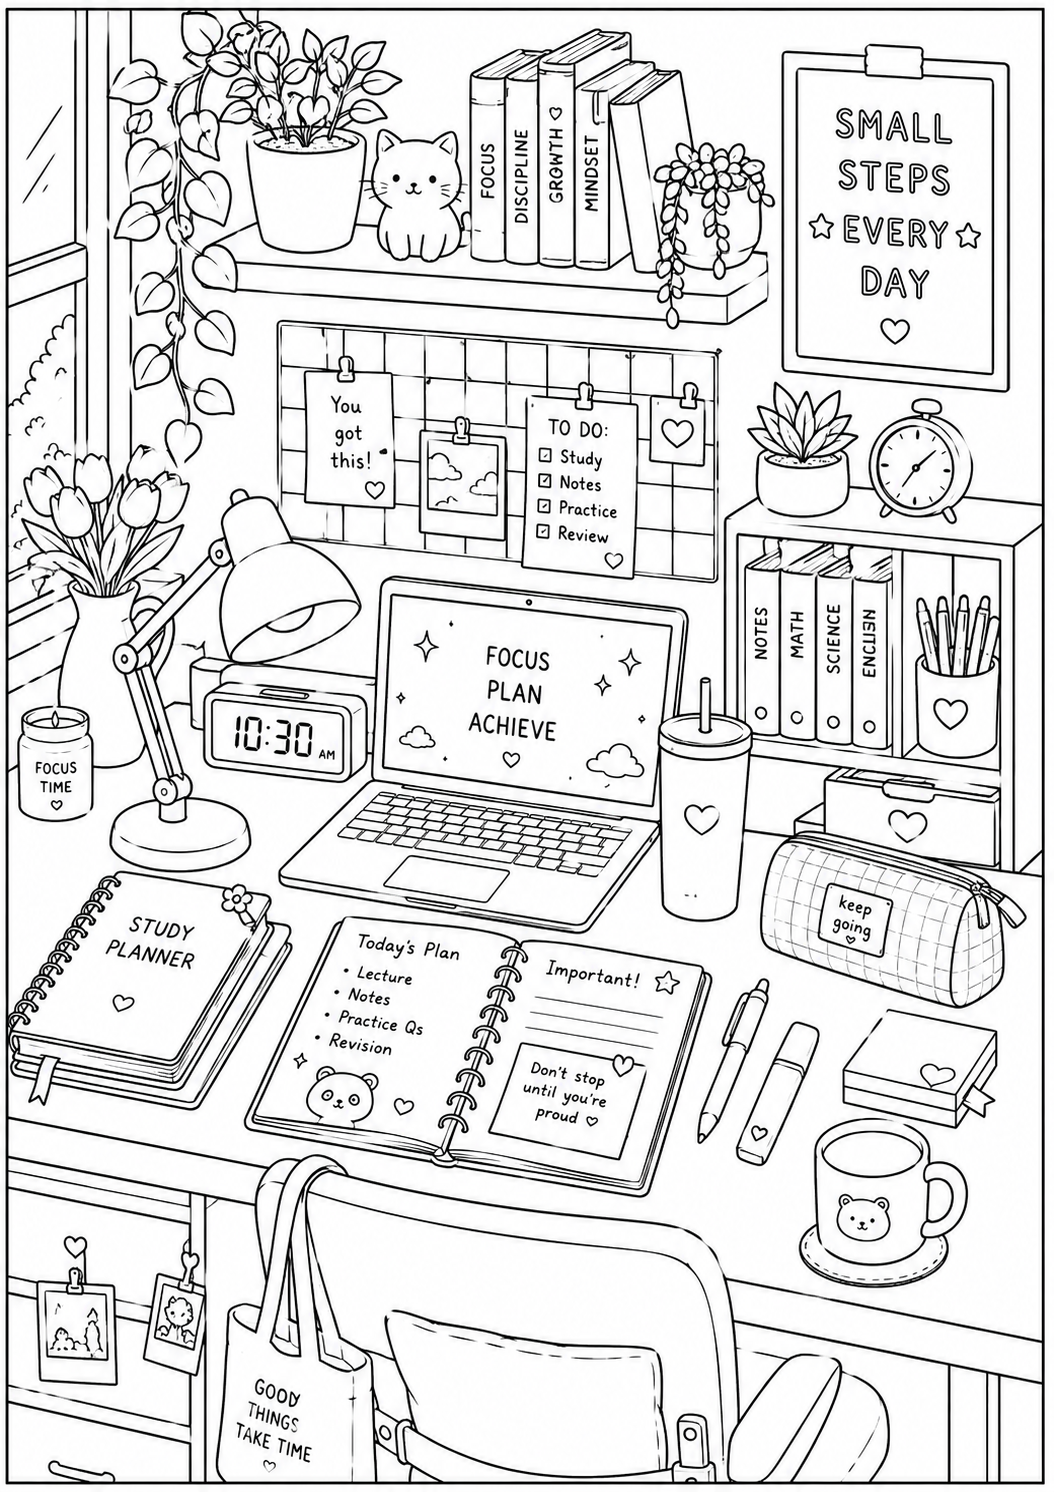 FOCUS
DISCIPLINE
GROWTH ♡
MINDSET
SMALL
STEPS
☆ EVERY ☆
DAY
♡
You
got
this!
♡
TO DO:
☑ Study
☑ Notes
☑ Practice
☑ Review
♡
FOCUS
PLAN
ACHIEVE
♡
NOTES
MATH
SCIENCE
10:30 AM
FOCUS
TIME
♡
keep
going
♡
STUDY
PLANNER
♡
Today's Plan
• Lecture
• Notes
• Practice Qs
• Revision
Important! ☆
Don't stop
until you're
proud ♡
GOOD
THINGS
TAKE TIME
♡